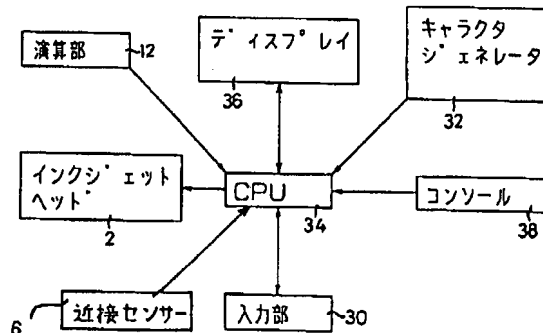 演算部
12
ディスプレイ
36
キャラクタ
ジェネレータ
32
インクジェット
ヘッド
2
CPU
34
コンソール
38
6
近接センサー
入力部
30